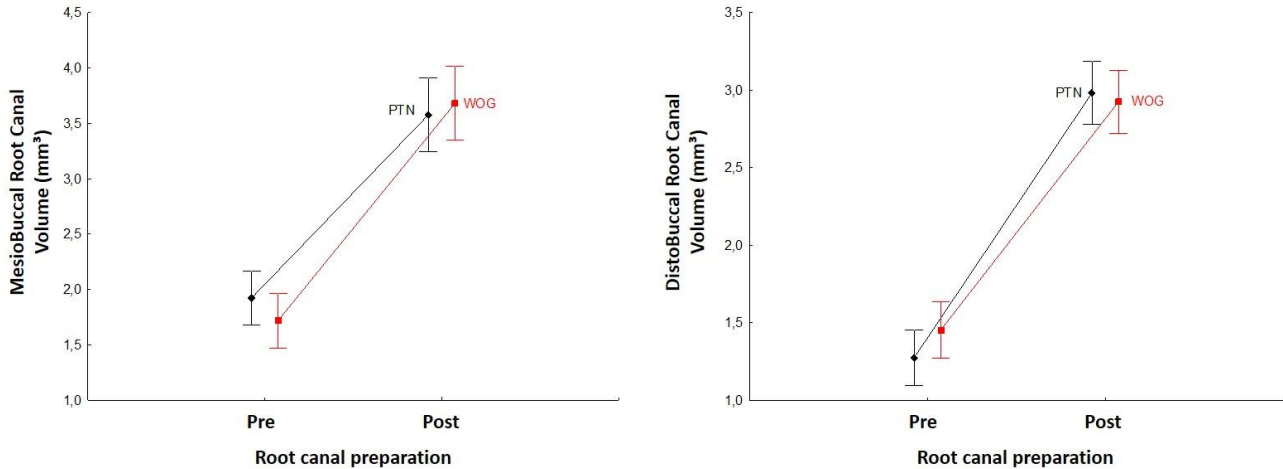 MesioBuccal Root Canal
Volume (mm³)
4,5
4,0
3,5
3,0
2,5
2,0
1,5
1,0
PTN
WOG
Pre
Post
Root canal preparation
DistoBuccal Root Canal
Volume (mm³)
3,5
3,0
2,5
2,0
1,5
1,0
PTN
WOG
Pre
Post
Root canal preparation